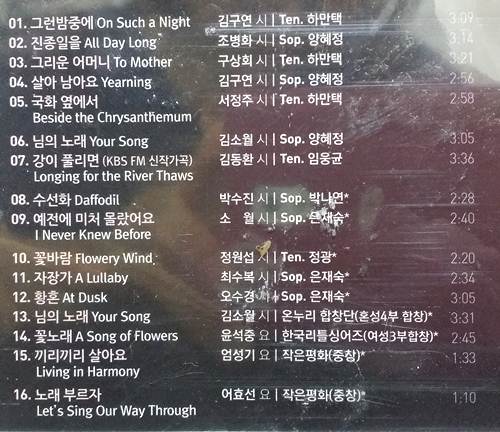 01. 그런밤중에 On Such a Night 김구연 시 | Ten. 하만택 3:09
02. 진종일을 All Day Long 조병화 시 | Sop. 양혜정 3:14
03. 그리운 어머니 To Mother 구상회 시 | Ten. 하만택 3:21
04. 살아 남아요 Yearning 김구연 시 | Sop. 양혜정 2:56
05. 국화 옆에서 서정주 시 | Ten. 하만택 2:58
Beside the Chrysanthemum
06. 님의 노래 Your Song 김소월 시 | Sop. 양혜정 3:05
07. 강이 풀리면 (KBS FM 신작가곡) 김동환 시 | Ten. 임웅균 3:36
Longing for the River Thaws
08. 수선화 Daffodil 박수진 시 | Sop. 박나연* 2:28
09. 예전에 미처 몰랐어요 소 월 시 | Sop. 은재숙* 2:40
I Never Knew Before
10. 꽃바람 Flowery Wind 정원섭 시 | Ten. 정광* 2:20
11. 자장가 A Lullaby 최수복 시 | Sop. 은재숙* 2:34
12. 황혼 At Dusk 오수경 시 | Sop. 은재숙* 3:05
13. 님의 노래 Your Song 김소월 시 | 온누리 합창단(혼성4부 합창)* 3:31
14. 꽃노래 A Song of Flowers 윤석중 요 | 한국리틀싱어즈(여성3부합창)* 2:45
15. 끼리끼리 살아요 엄성기 요 | 작은평화(중창)* 1:33
Living in Harmony
16. 노래 부르자 어효선 요 | 작은평화(중창)* 1:10
Let's Sing Our Way Through